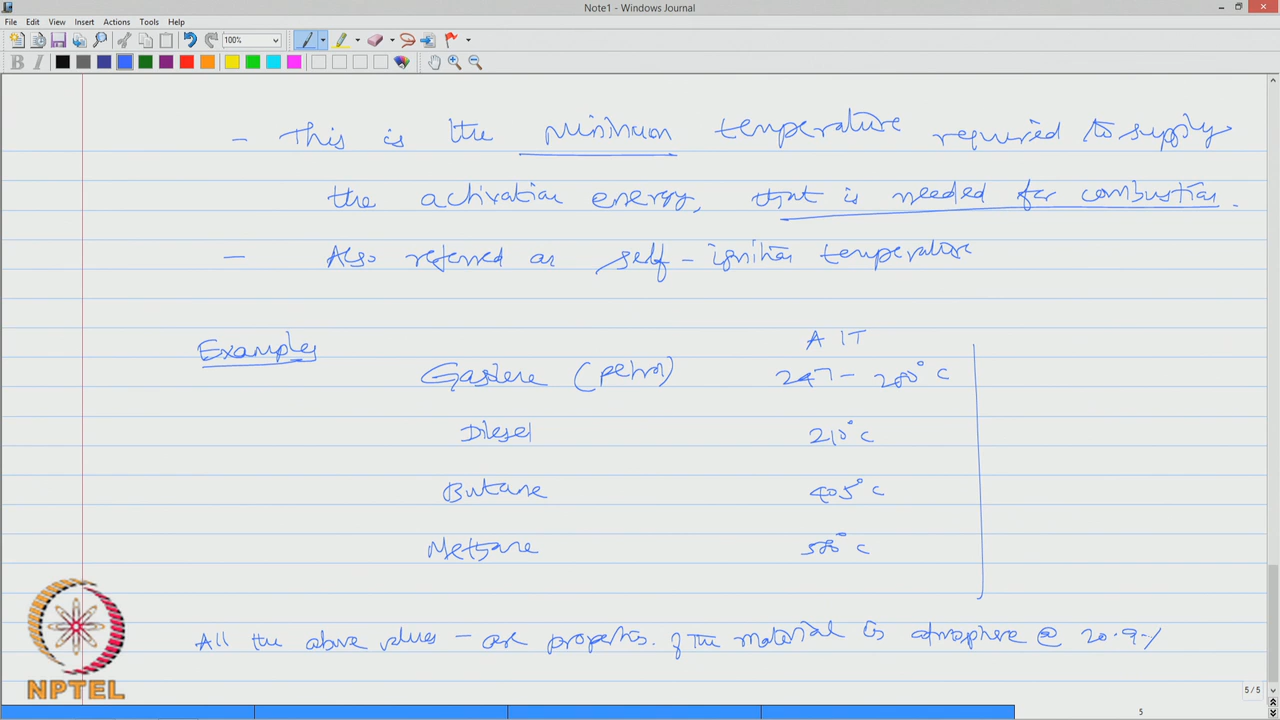 Note1 - Windows Journal
File Edit View Insert Actions Tools Help
100%
B I
- This is the minimum temperature required to supply
the activation energy, that is needed for combustion.
- Also referred as self-ignition temperature
Examples AIT
Gasolene (petrol) 247 - 280°C
Diesel 210°C
Butane 405°C
Methane 580°C
All the above values - are properties of the material in atmosphere @ 20.9%
NPTEL
5/5
5